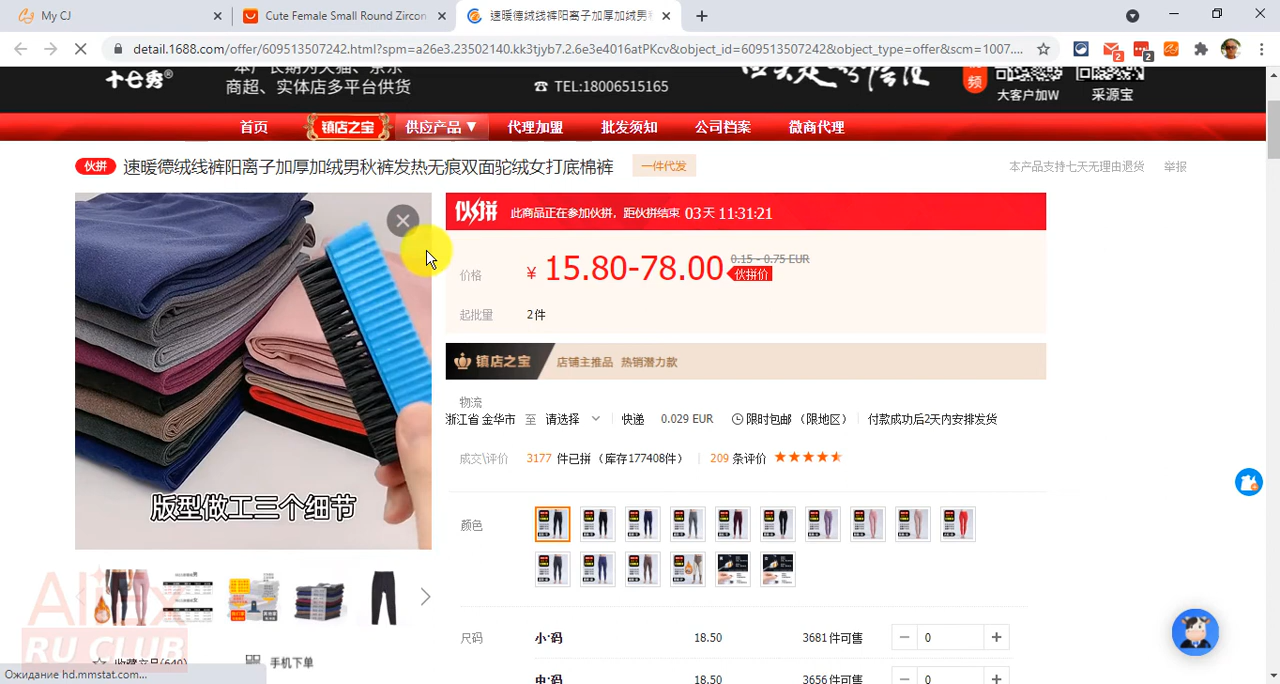 My CJ
Cute Female Small Round Zircon
速暖德绒线裤阳离子加厚加绒男
detail.1688.com/offer/609513507242.html?spm=a26e3.23502140.kk3tjyb7.2.6e3e4016atPKcv&object_id=609513507242&object_type=offer&scm=1007....
2
2
十七秀®
商超、实体店多平台供货
☎ TEL:18006515165
频
大客户加W
采源宝
首页 镇店之宝 供应产品 ▼ 代理加盟 批发须知 公司档案 微商代理
伙拼 速暖德绒线裤阳离子加厚加绒男秋裤发热无痕双面驼绒女打底棉裤 一件代发 本产品支持七天无理由退货 举报
伙拼 此商品正在参加伙拼，距伙拼结束 03天 11:31:21
价格 ¥ 15.80-78.00 0.15 - 0.75 EUR
伙拼价
起批量 2件
镇店之宝 店铺主推品 热销潜力款
物流
浙江省 金华市 至 请选择 快递 0.029 EUR 限时包邮 （限地区） 付款成功后2天内安排发货
成交\评价 3177 件已拼（库存177408件） 209 条评价
版型做工三个细节
颜色
尺码 小·码 18.50 3681件可售 − 0 +
中·码 18.50 3656件可售 − 0 +
Alex
RU CLUB
收藏产品(640)
手机下单
Ожидание hd.mmstat.com...